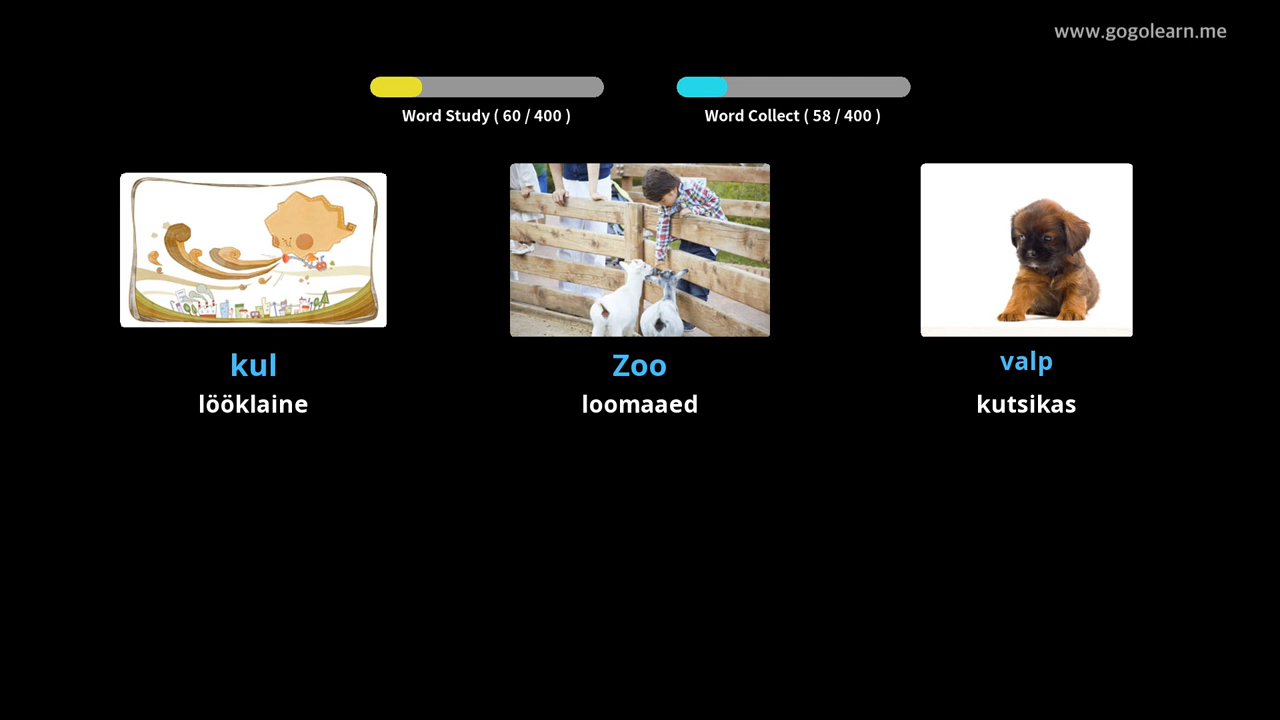 www.gogolearn.me
Word Study ( 60 / 400 )
Word Collect ( 58 / 400 )
kul
lööklaine
Zoo
loomaaed
valp
kutsikas